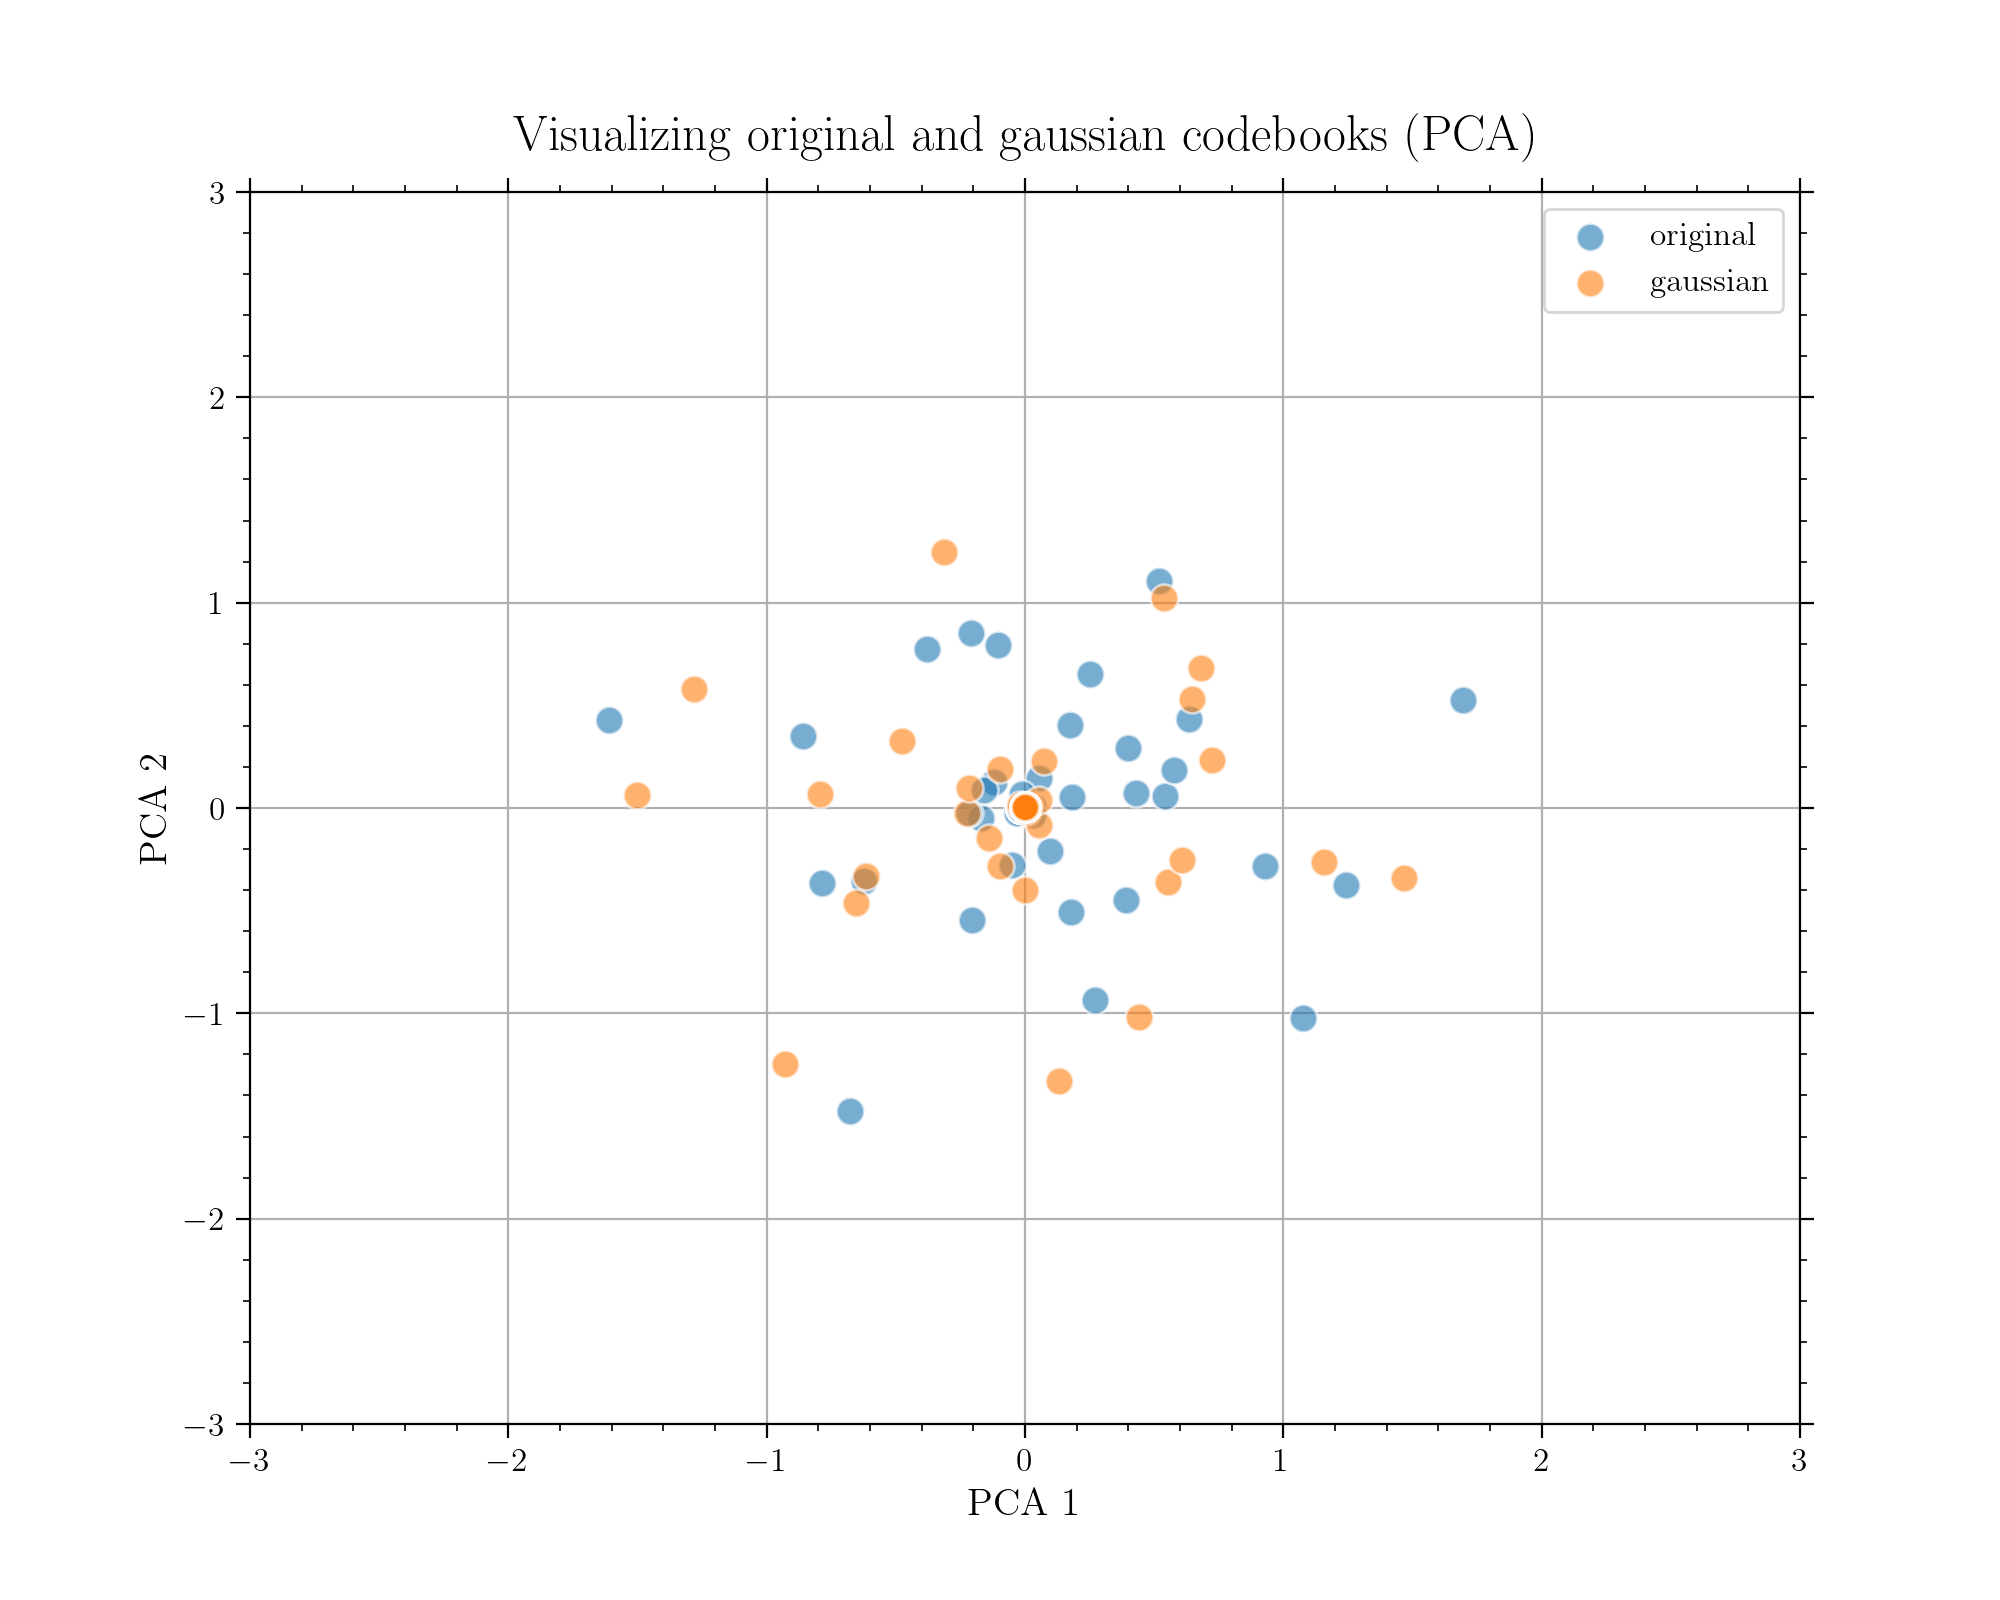 Visualizing original and gaussian codebooks (PCA)
original
gaussian
3
2
1
0
−1
−2
−3
PCA 2
−3 −2 −1 0 1 2 3
PCA 1